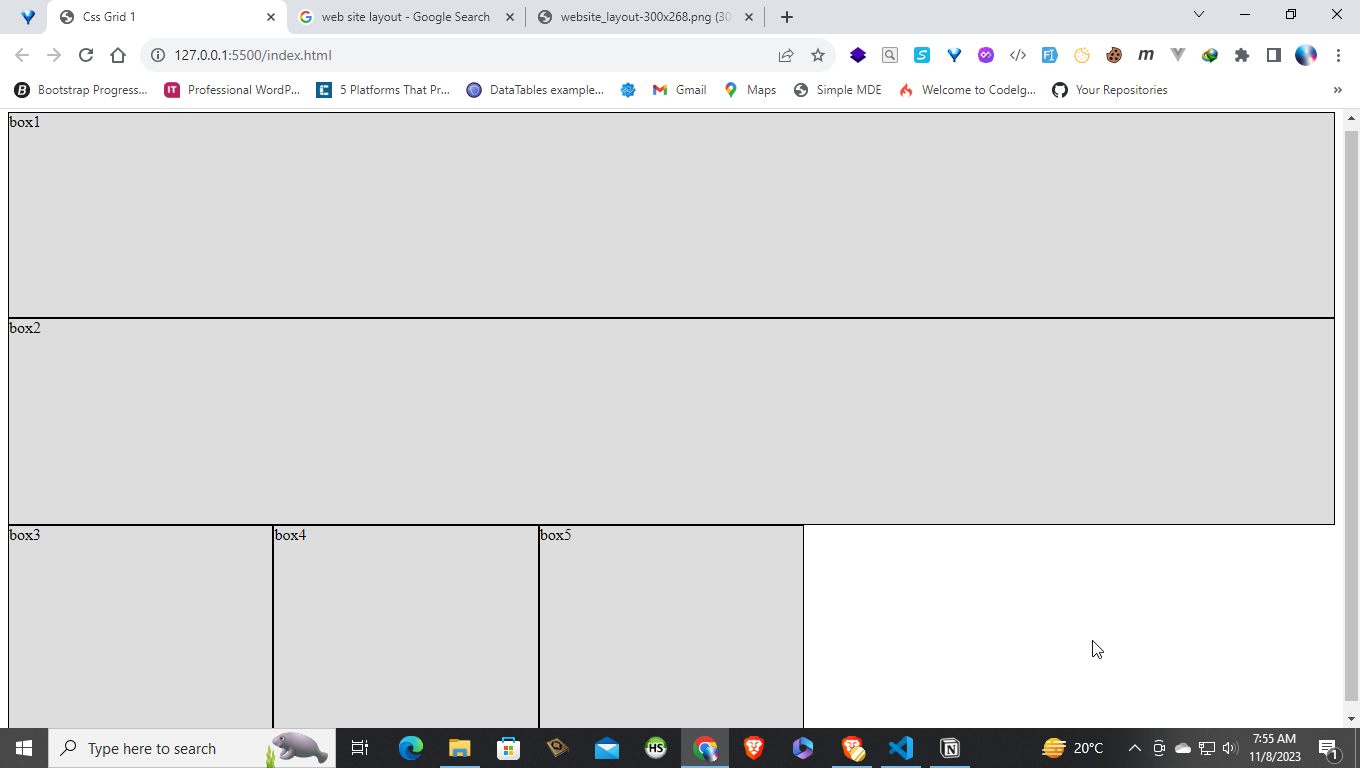 Css Grid 1
web site layout - Google Search
website_layout-300x268.png (30
127.0.0.1:5500/index.html
Bootstrap Progress...
Professional WordP...
5 Platforms That Pr...
DataTables example...
Gmail
Maps
Simple MDE
Welcome to CodeIg...
Your Repositories
»
box1
box2
box3 box4 box5
Type here to search
HS
20°C
7:55 AM
11/8/2023
1